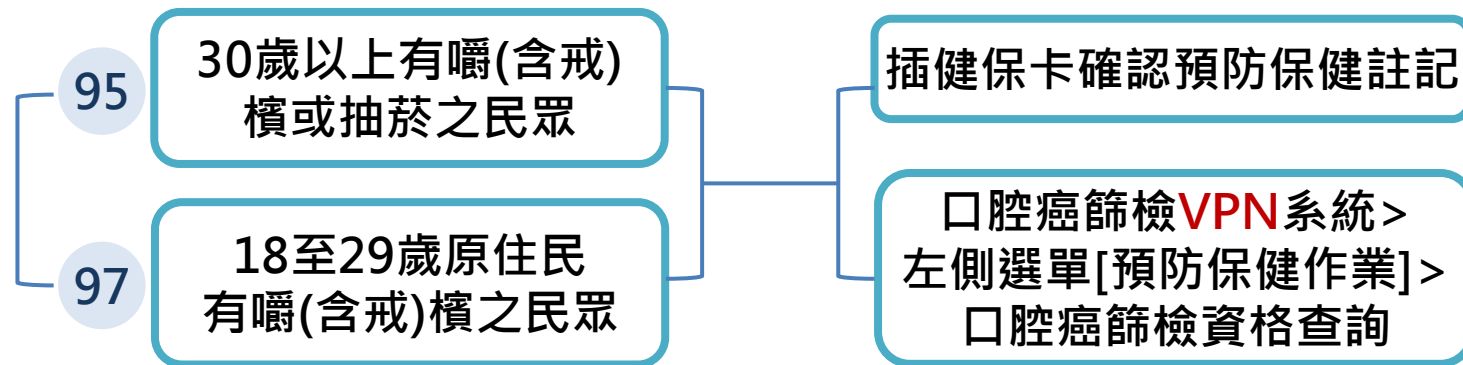 95
30歲以上有嚼(含戒)
檳或抽菸之民眾
97
18至29歲原住民
有嚼(含戒)檳之民眾
插健保卡確認預防保健註記
口腔癌篩檢VPN系統>
左側選單[預防保健作業]>
口腔癌篩檢資格查詢